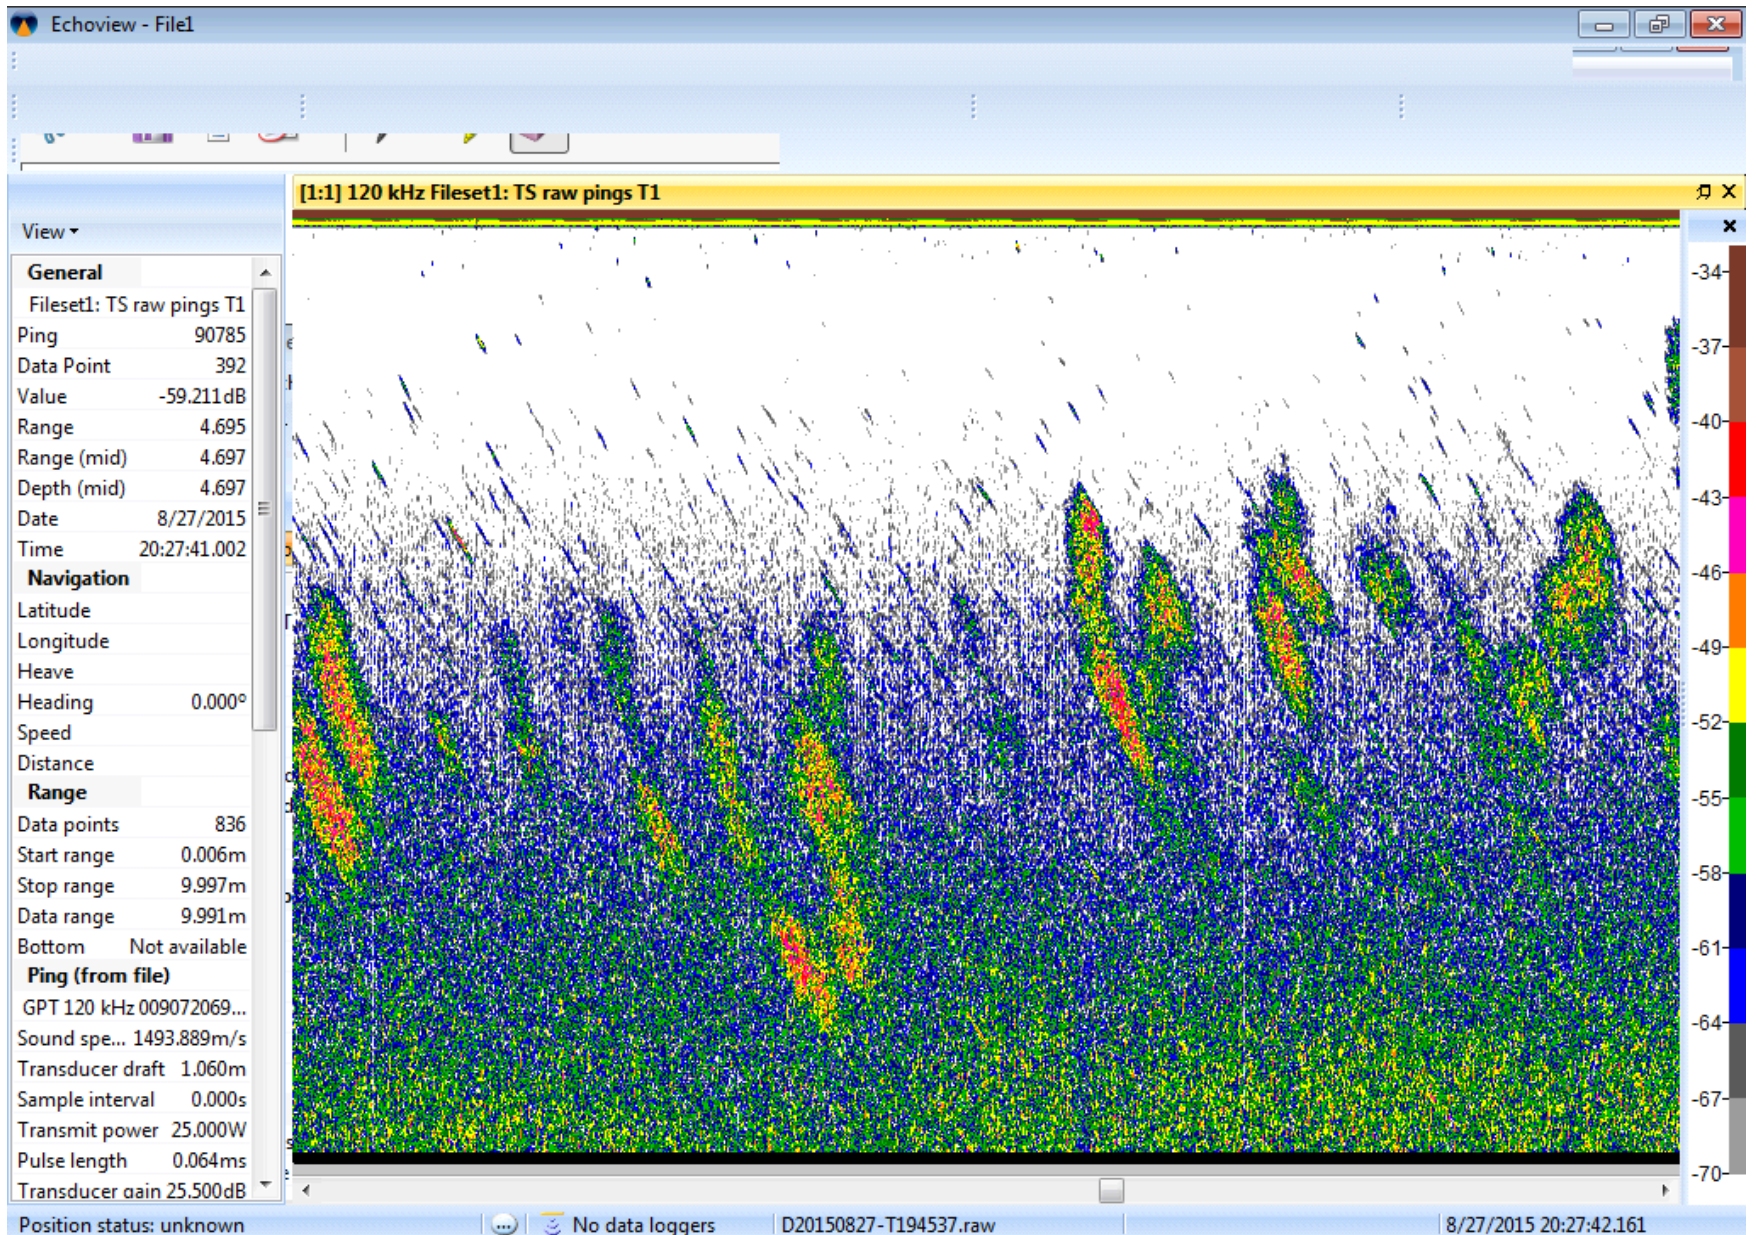 Echoview - File1
[1:1] 120 kHz Fileset1: TS raw pings T1
View
General
Fileset1: TS raw pings T1
Ping 90785
Data Point 392
Value -59.211dB
Range 4.695
Range (mid) 4.697
Depth (mid) 4.697
Date 8/27/2015
Time 20:27:41.002
Navigation
Latitude
Longitude
Heave
Heading 0.000º
Speed
Distance
Range
Data points 836
Start range 0.006m
Stop range 9.997m
Data range 9.991m
Bottom Not available
Ping (from file)
GPT 120 kHz 009072069...
Sound spe... 1493.889m/s
Transducer draft 1.060m
Sample interval 0.000s
Transmit power 25.000W
Pulse length 0.064ms
Transducer gain 25.500dB
-34
-37
-40
-43
-46
-49
-52
-55
-58
-61
-64
-67
-70
Position status: unknown
No data loggers
D20150827-T194537.raw
8/27/2015 20:27:42.161